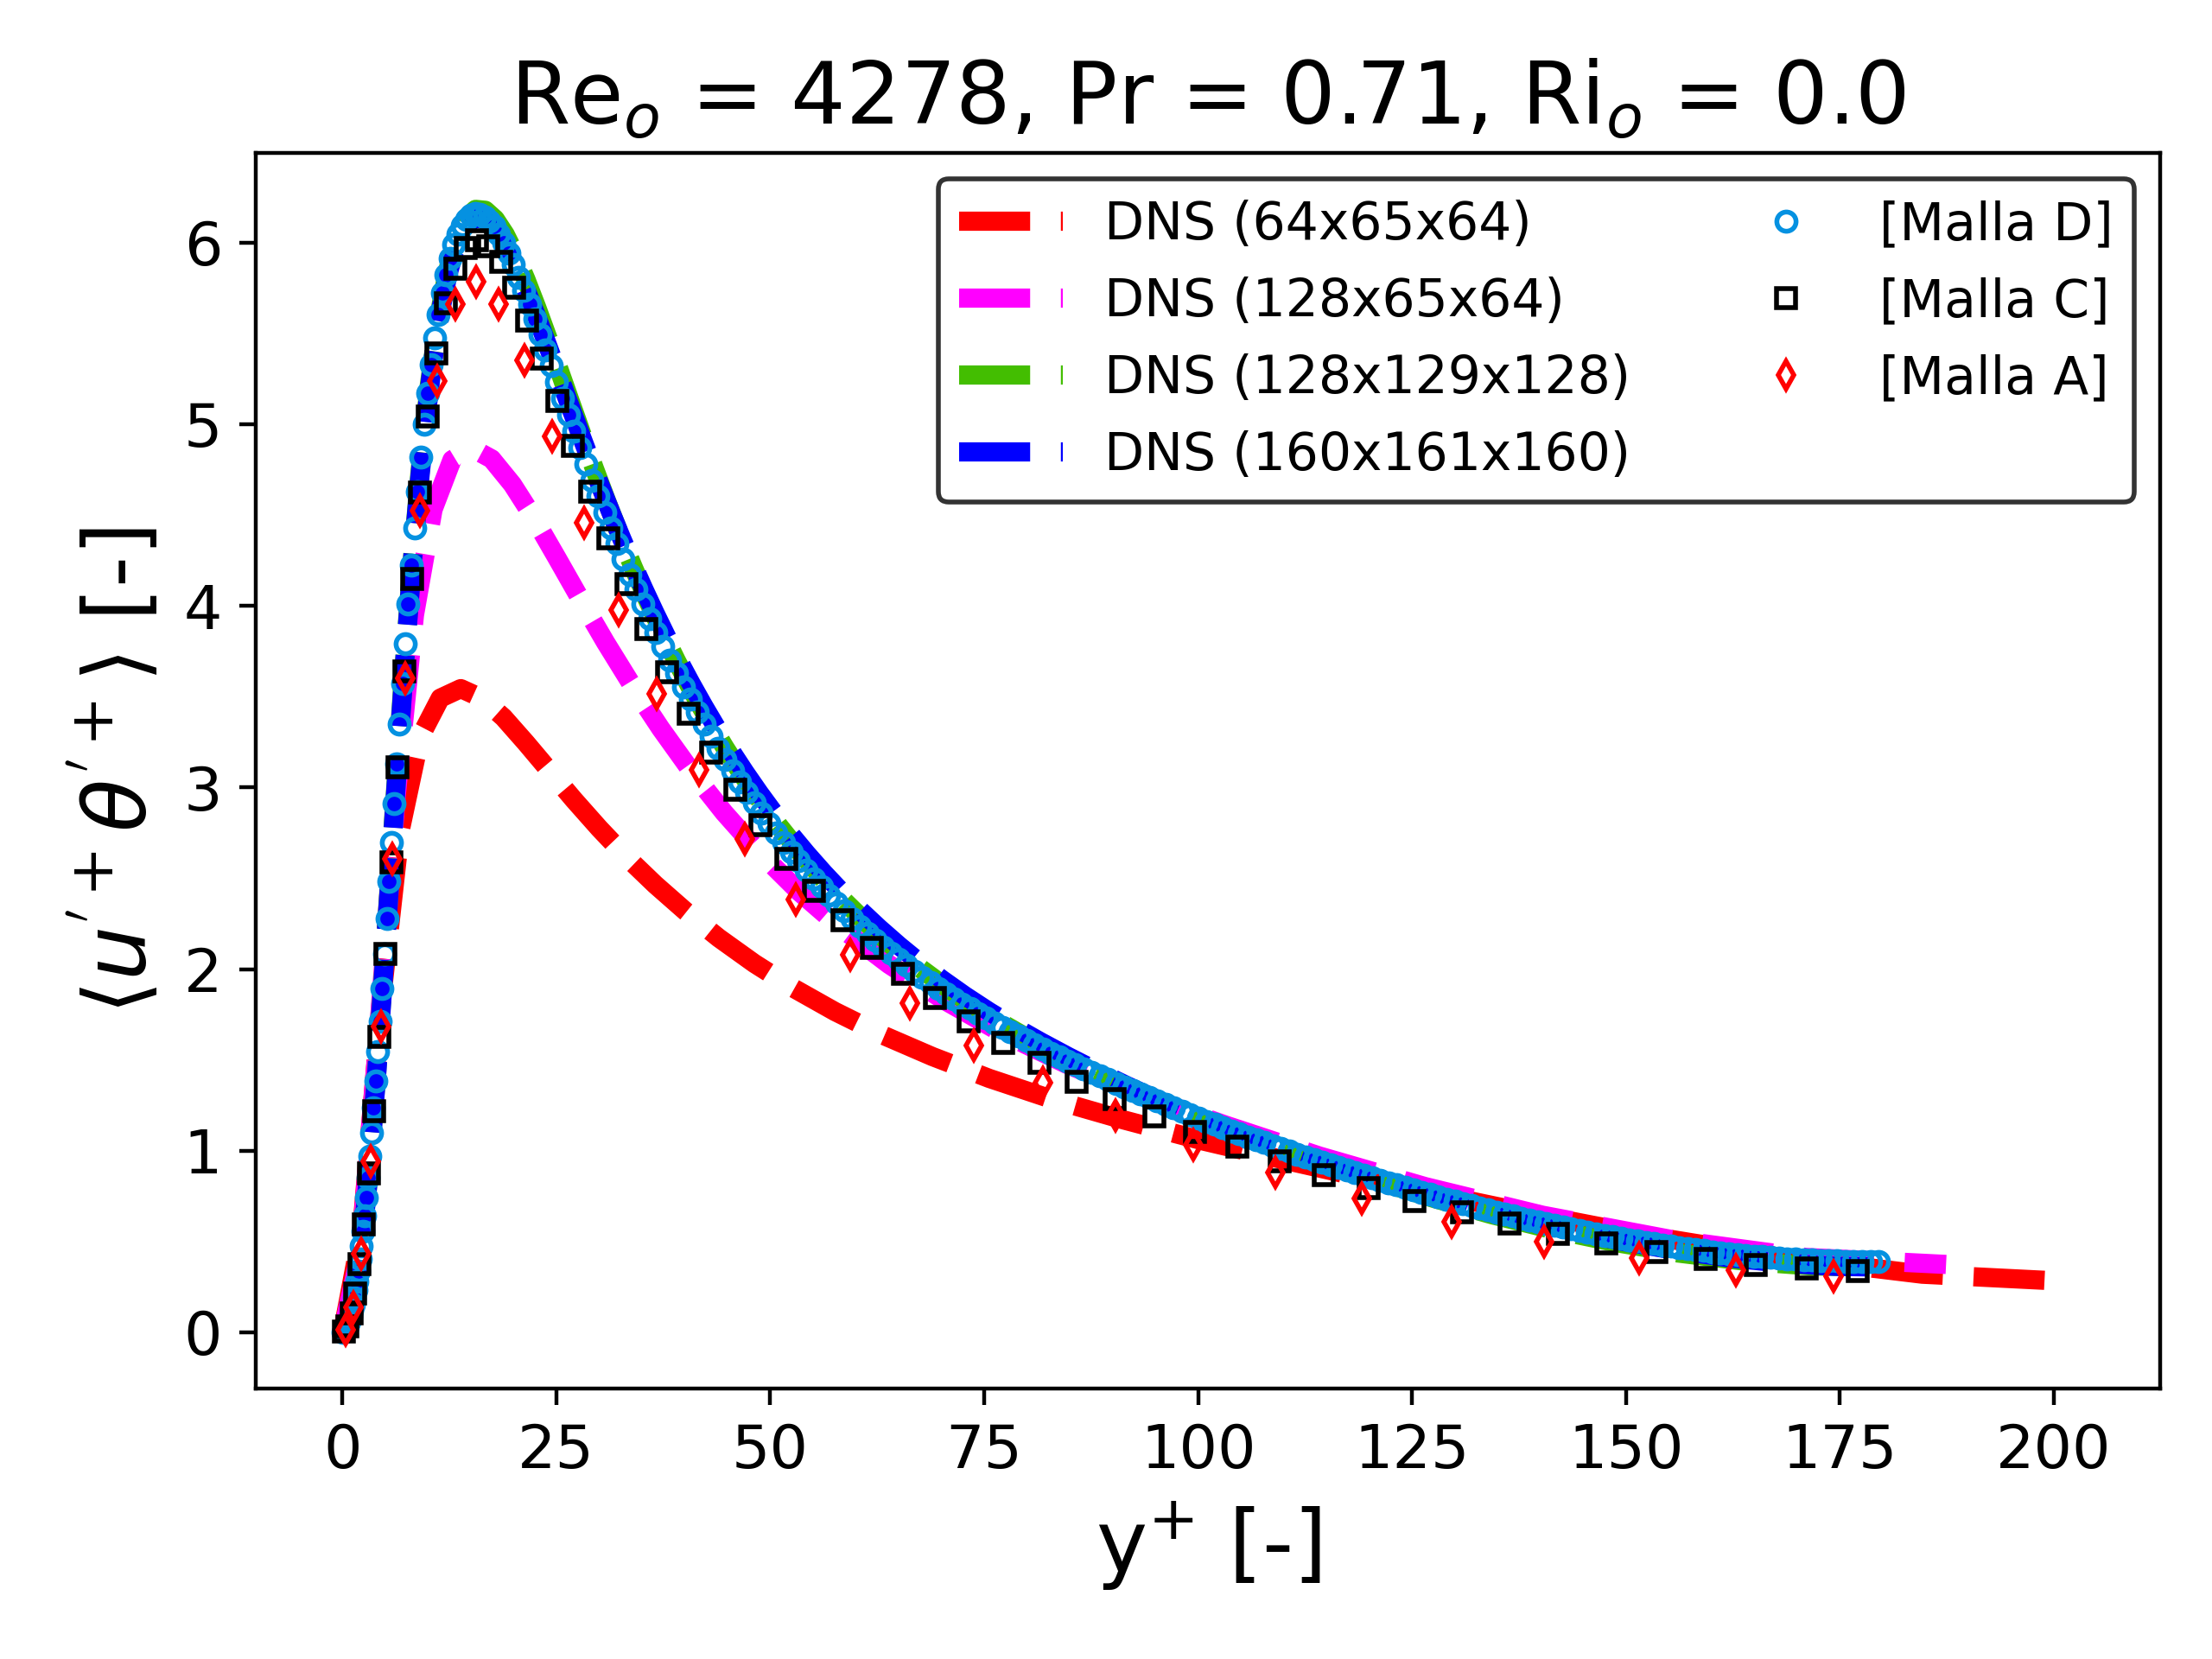 Re_o = 4278, Pr = 0.71, Ri_o = 0.0
⟨u′⁺θ′⁺⟩ [-]
6
5
4
3
2
1
0
DNS (64x65x64)
DNS (128x65x64)
DNS (128x129x128)
DNS (160x161x160)
[Malla D]
[Malla C]
[Malla A]
0 25 50 75 100 125 150 175 200
y⁺ [-]